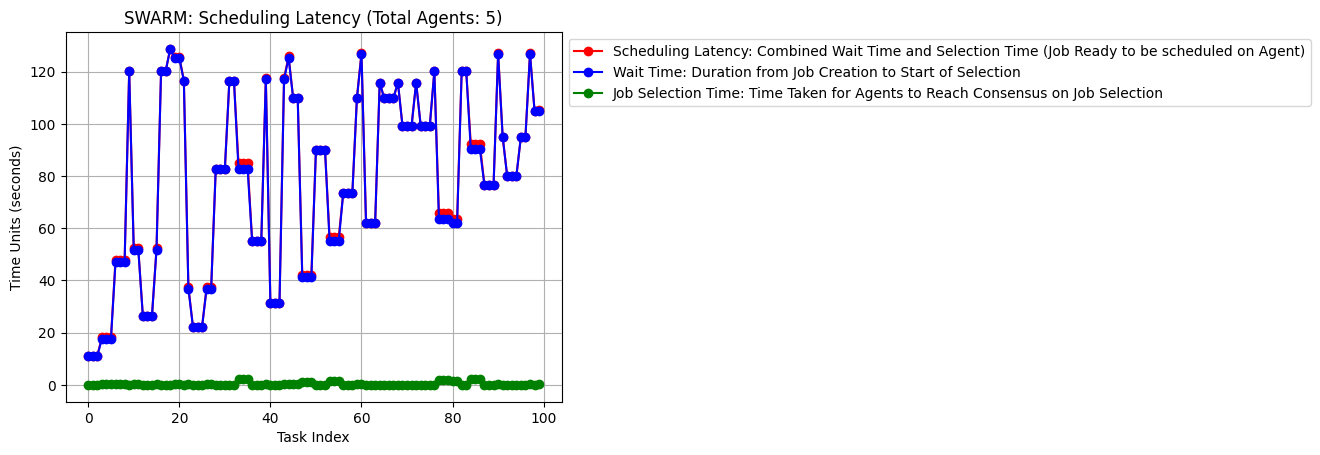 SWARM: Scheduling Latency (Total Agents: 5)
Scheduling Latency: Combined Wait Time and Selection Time (Job Ready to be scheduled on Agent)
Wait Time: Duration from Job Creation to Start of Selection
Job Selection Time: Time Taken for Agents to Reach Consensus on Job Selection
Time Units (seconds)
120
100
80
60
40
20
0
0 20 40 60 80 100
Task Index